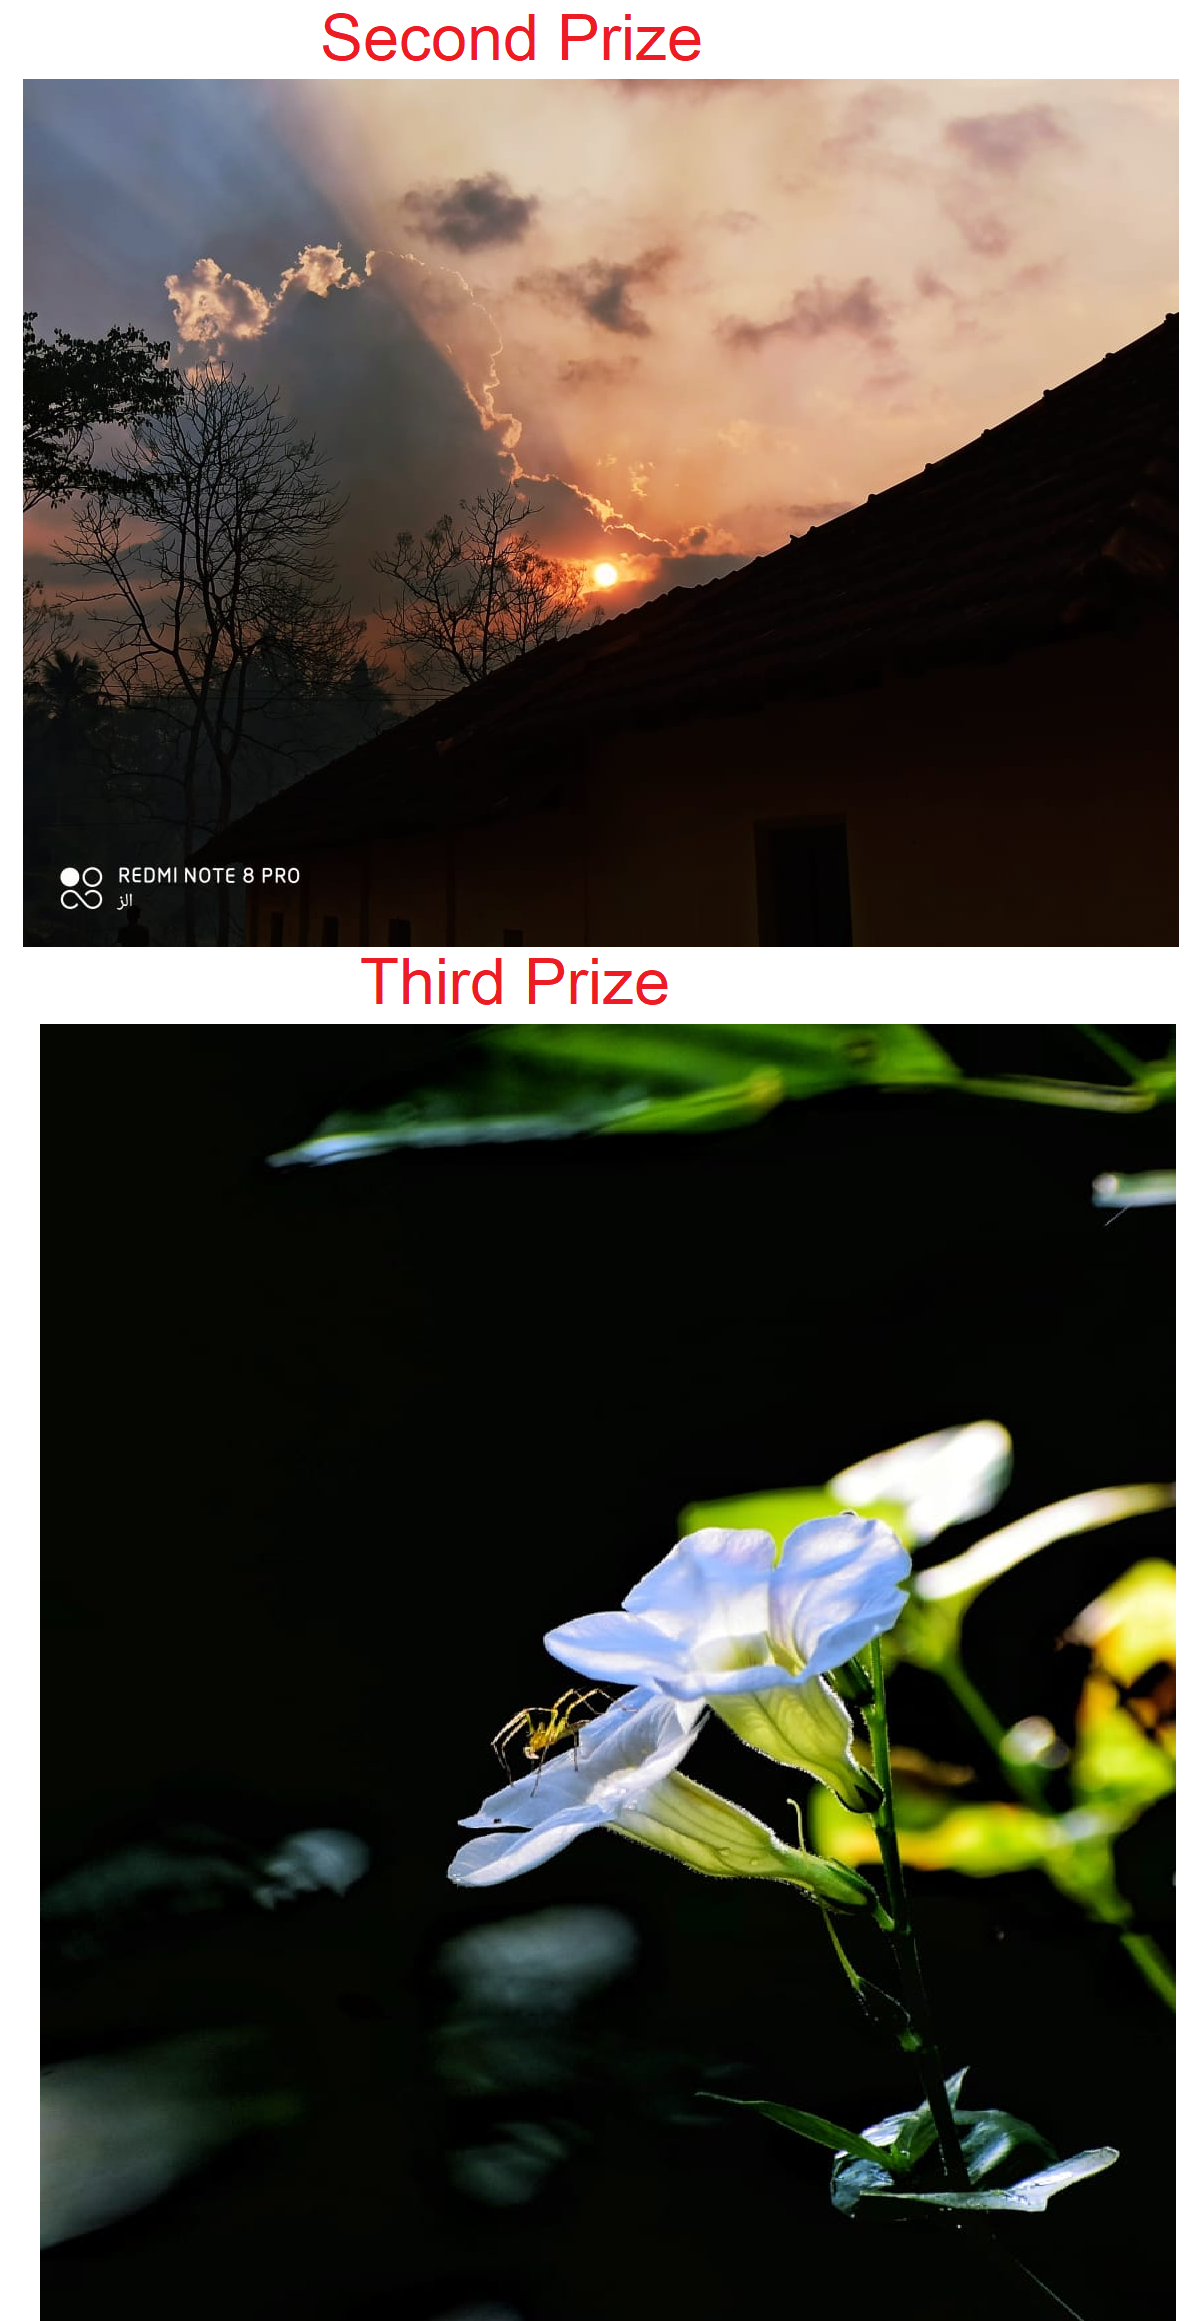 Second Prize
REDMI NOTE 8 PRO
الز
Third Prize